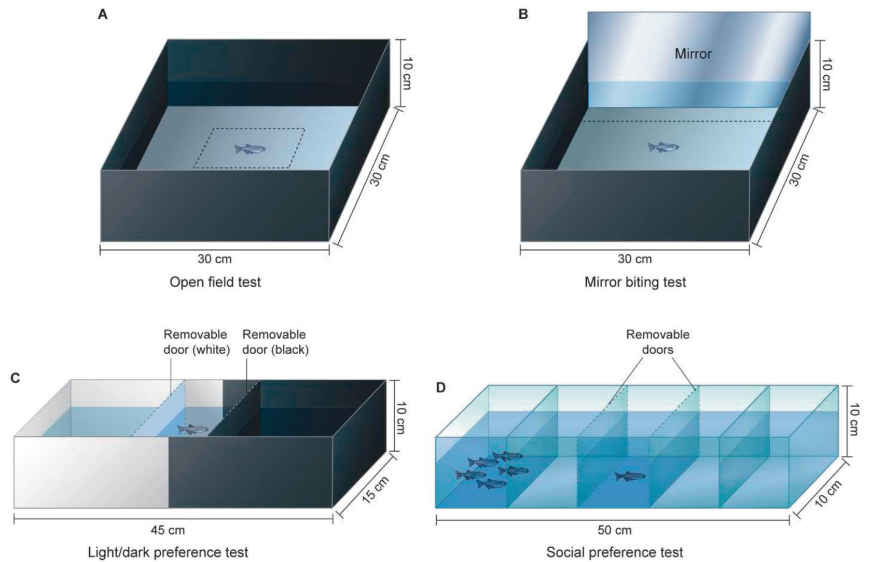 A
10 cm
30 cm
30 cm
Open field test
B
Mirror
10 cm
30 cm
30 cm
Mirror biting test
C
Removable
door (white)
Removable
door (black)
10 cm
15 cm
45 cm
Light/dark preference test
D
Removable
doors
10 cm
10 cm
50 cm
Social preference test